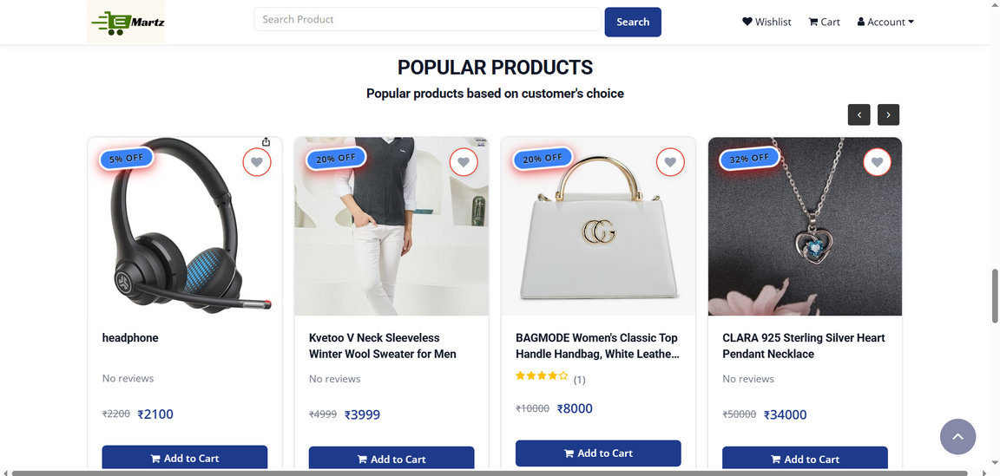 E Martz
Search Product
Search
Wishlist
Cart
Account
POPULAR PRODUCTS
Popular products based on customer's choice
5% OFF
20% OFF
20% OFF
32% OFF
headphone
No reviews
₹2200 ₹2100
Add to Cart
Kvetoo V Neck Sleeveless
Winter Wool Sweater for Men
No reviews
₹4999 ₹3999
Add to Cart
BAGMODE Women's Classic Top
Handle Handbag, White Leathe...
(1)
₹10000 ₹8000
Add to Cart
CLARA 925 Sterling Silver Heart
Pendant Necklace
No reviews
₹50000 ₹34000
Add to Cart